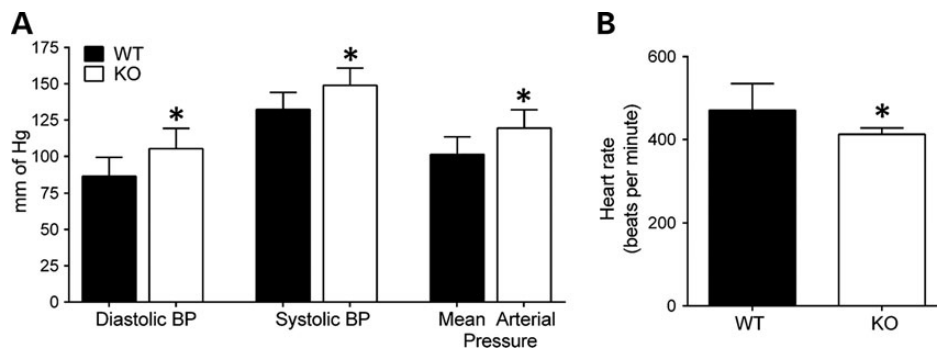 A
mm of Hg
175
150
125
100
75
50
25
0
WT
KO
*
*
*
Diastolic BP
Systolic BP
Mean Arterial
Pressure
B
Heart rate
(beats per minute)
600
400
200
0
*
WT
KO